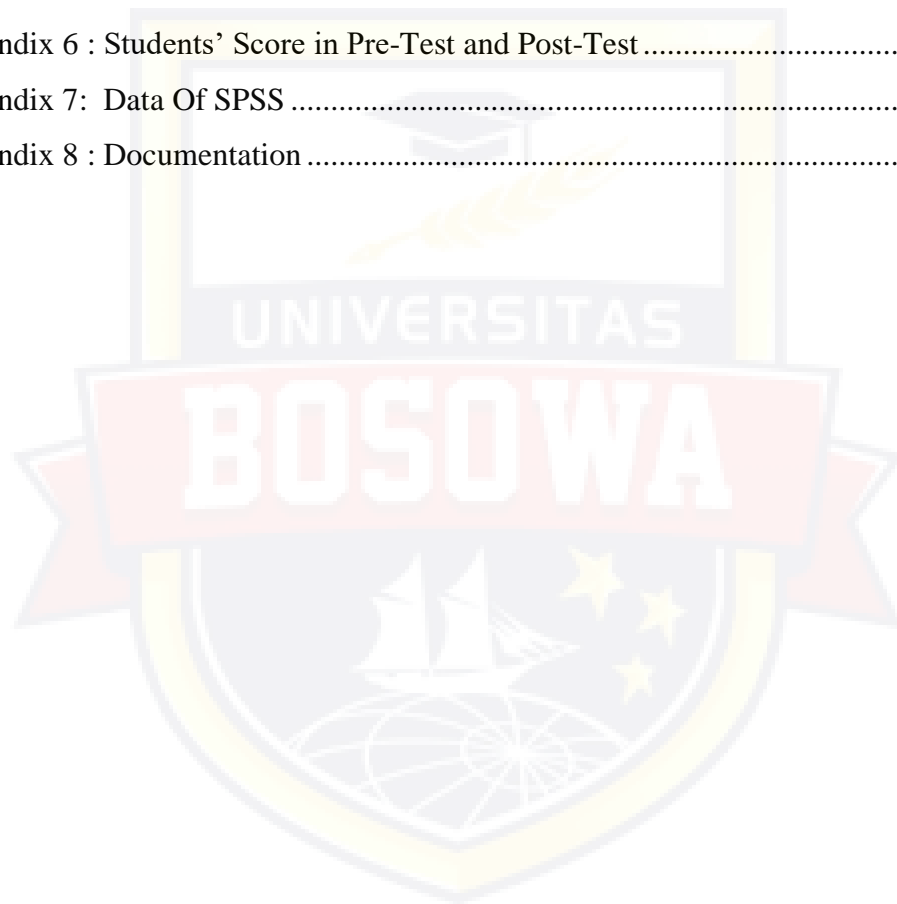 ndix 6 : Students’ Score in Pre-Test and Post-Test.................................
ndix 7:  Data Of SPSS...........................................................................
ndix 8 : Documentation.........................................................................
UNIVERSITAS
BOSOWA